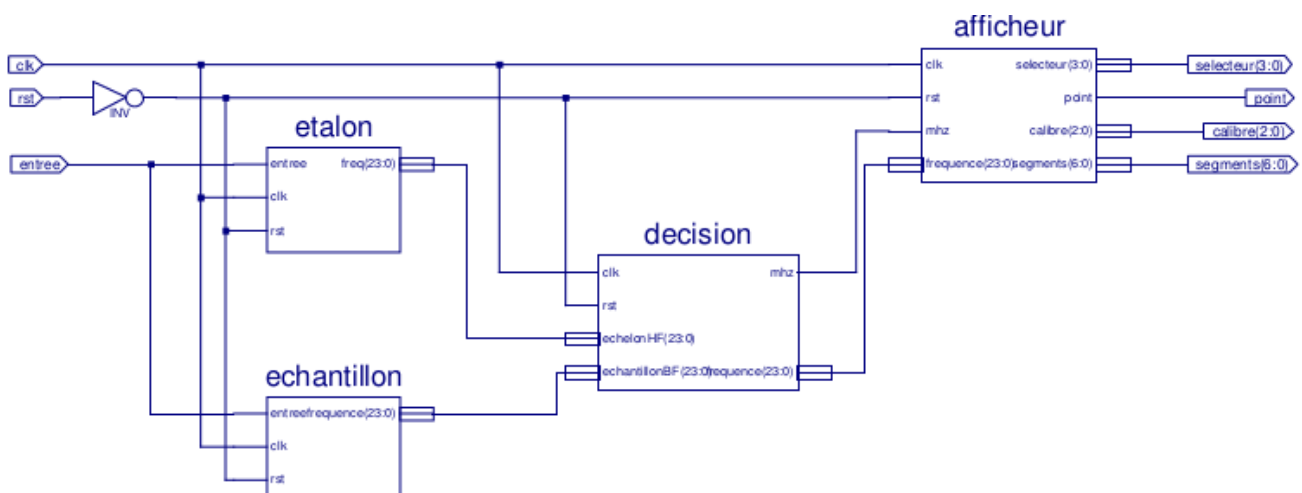 afficheur
clk
clk
selecteur(3:0)
selecteur(3:0)
rst
INV
rst
point
point
etalon
mhz
calibre(2:0)
calibre(2:0)
entree
entree
freq(23:0)
frequence(23:0)
segments(6:0)
segments(6:0)
clk
rst
decision
clk
mhz
rst
echelonHF(23:0)
echantillon
echantillonBF(23:0)
frequence(23:0)
entree
frequence(23:0)
clk
rst